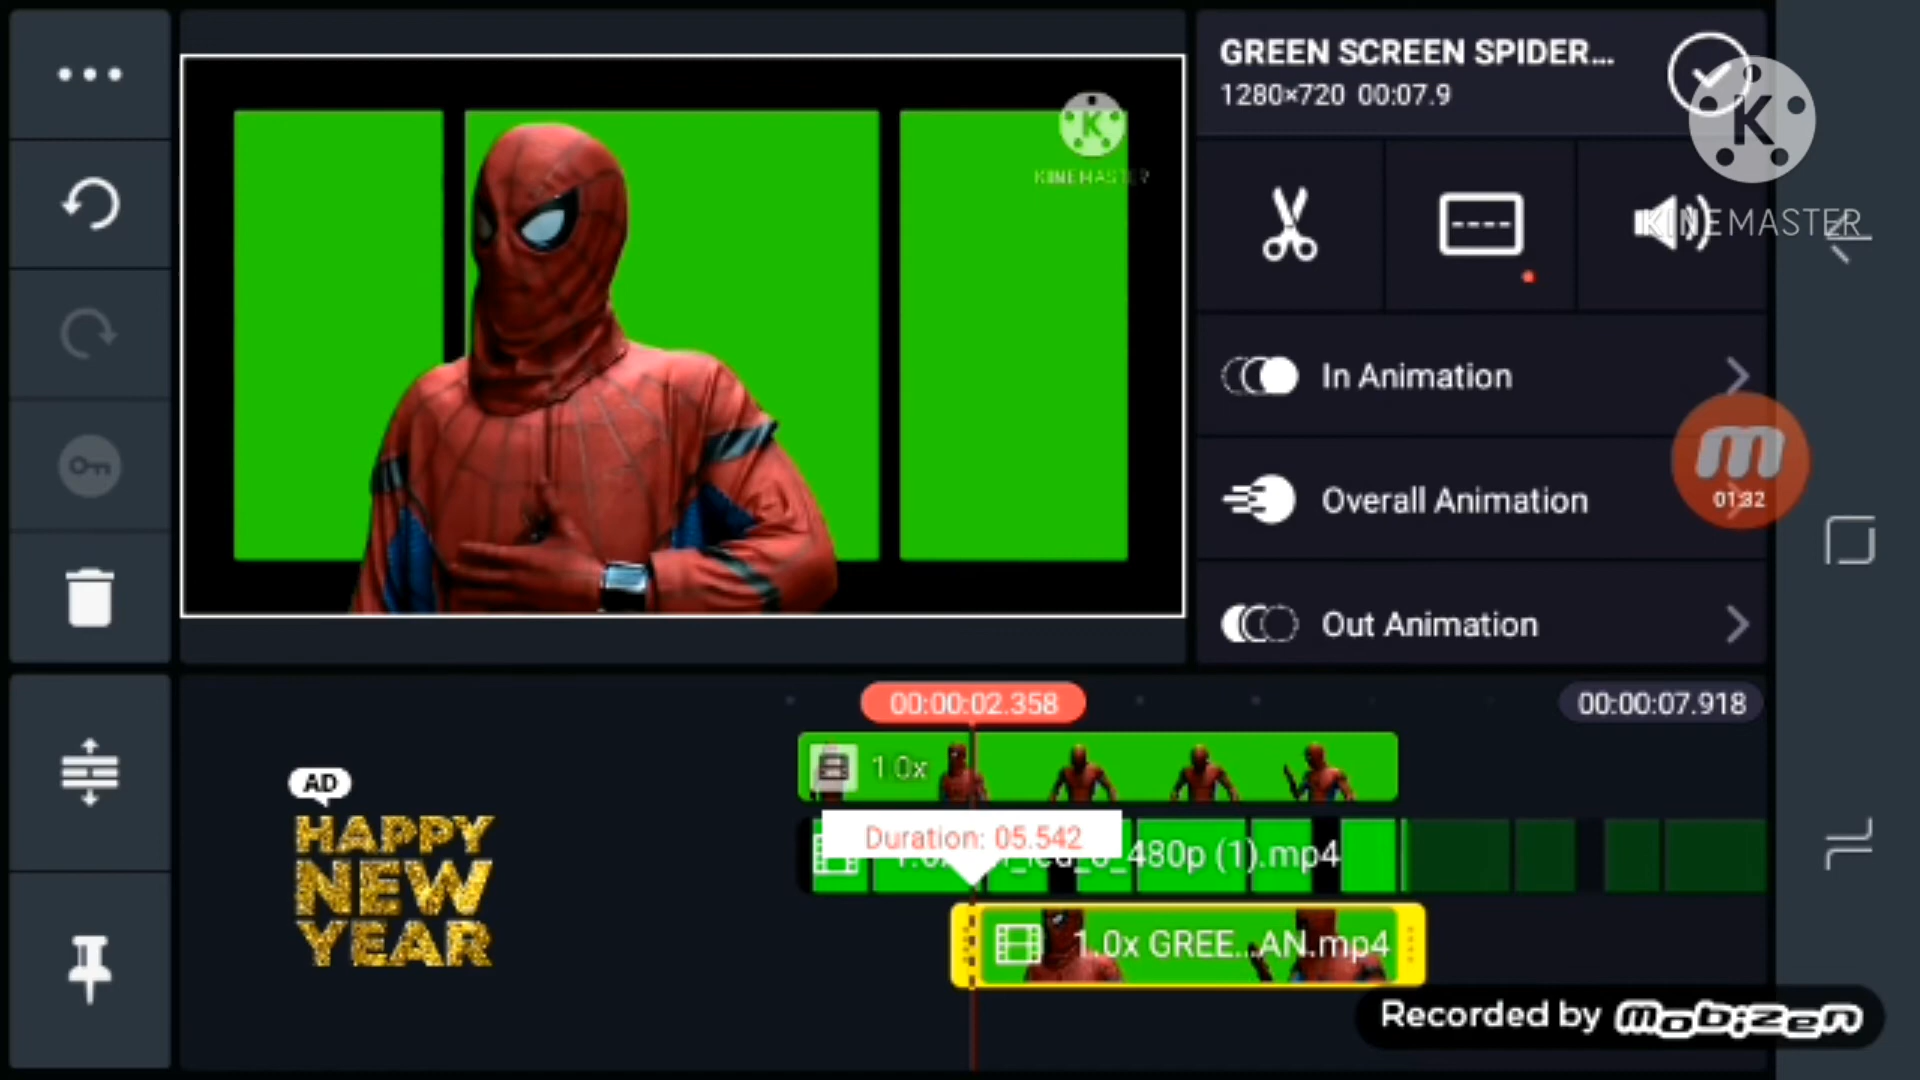 GREEN SCREEN SPIDER...
1280×720 00:07.9
K
KINEMASTER
K
KINEMASTER
In Animation
01:32
Overall Animation
Out Animation
00:00:02.358
00:00:07.918
1.0x
AD
HAPPY
NEW
YEAR
Duration: 05.542
480p (1).mp4
1.0x GREE...AN.mp4
Recorded by mobizen